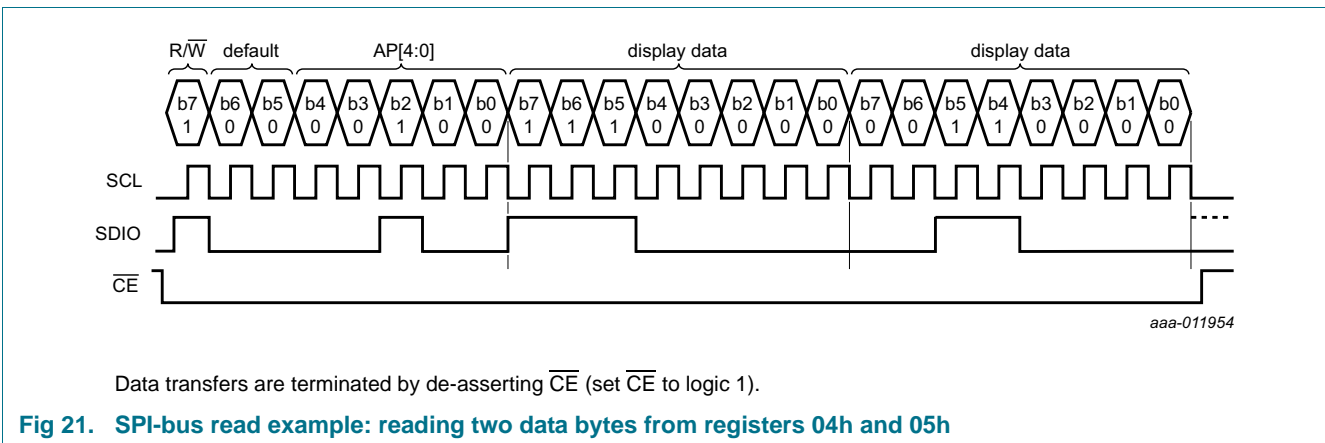 R/W̅ default AP[4:0] display data display data
b7 b6 b5 b4 b3 b2 b1 b0 b7 b6 b5 b4 b3 b2 b1 b0 b7 b6 b5 b4 b3 b2 b1 b0
1 0 0 0 0 1 0 0 1 1 1 0 0 0 0 0 0 0 1 1 0 0 0 0
SCL
SDIO
C̅E̅
aaa-011954
Data transfers are terminated by de-asserting C̅E̅ (set C̅E̅ to logic 1).
Fig 21. SPI-bus read example: reading two data bytes from registers 04h and 05h